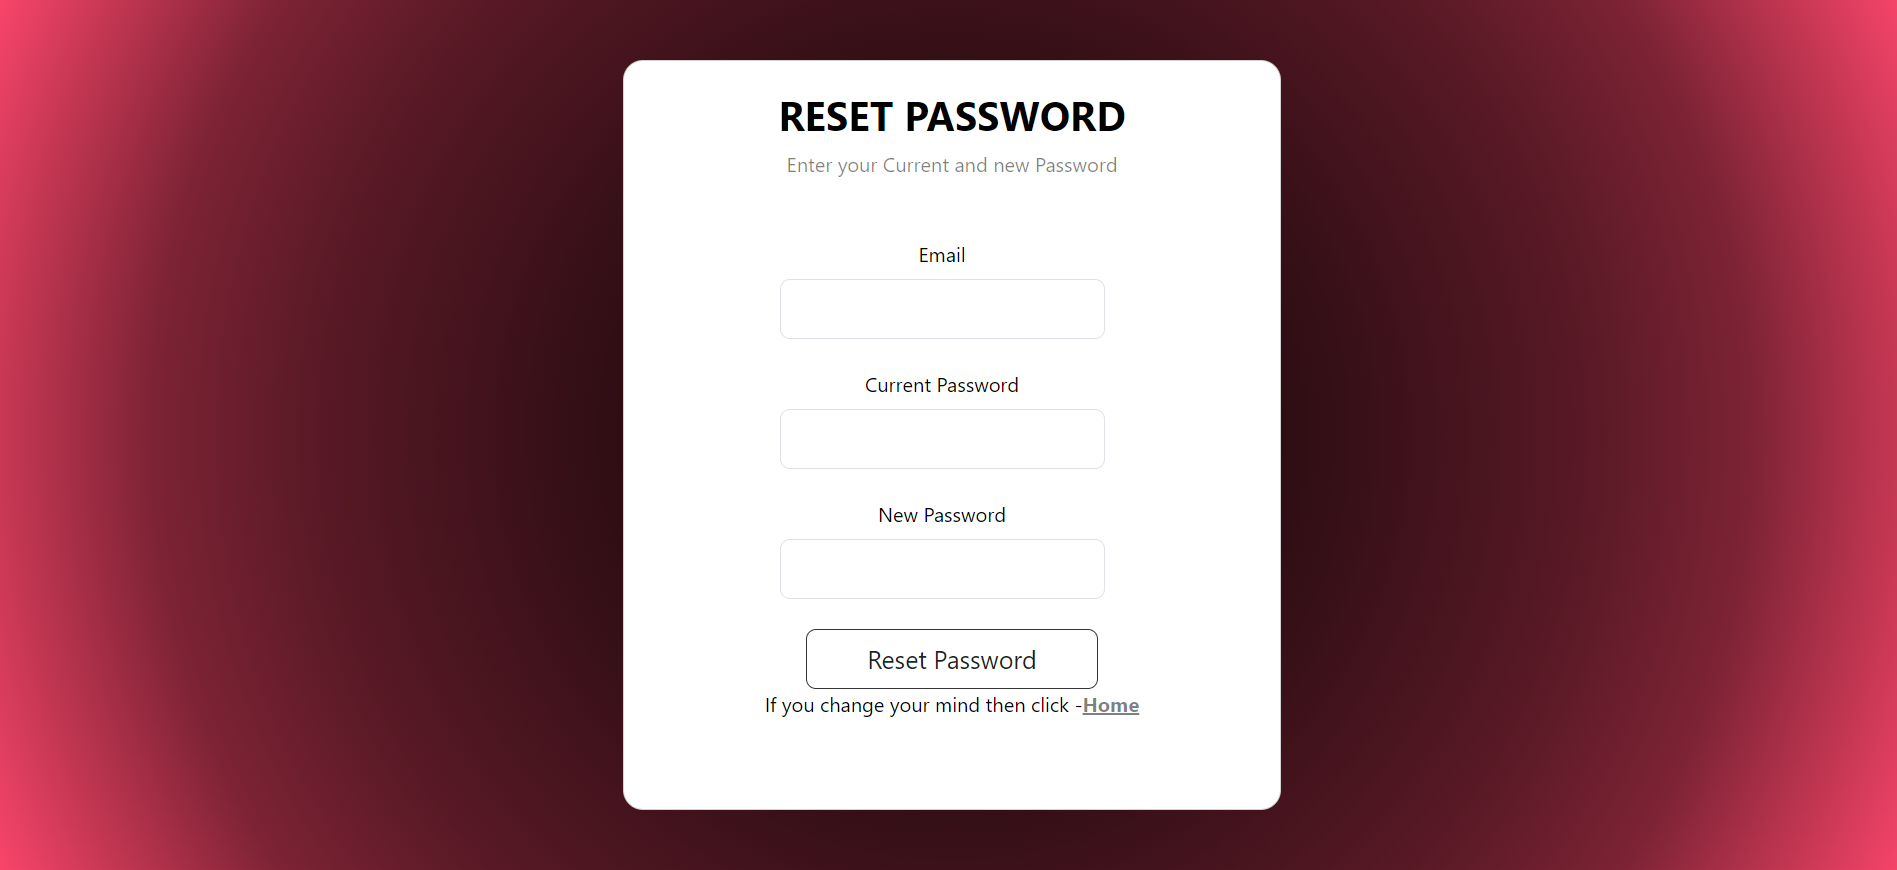 RESET PASSWORD
Enter your Current and new Password
Email
Current Password
New Password
Reset Password
If you change your mind then click -Home